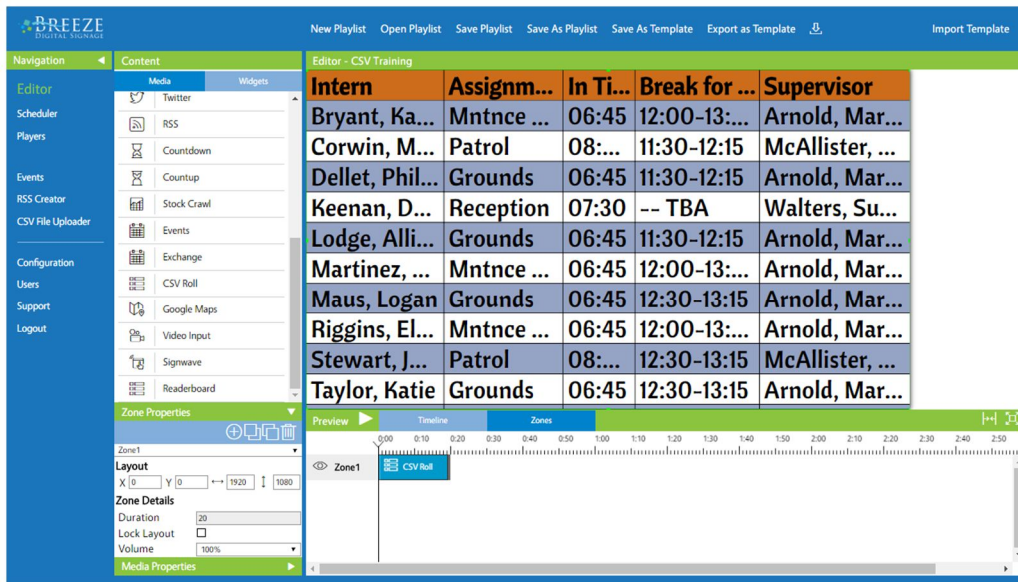 BREEZE
DIGITAL SIGNAGE
New Playlist Open Playlist Save Playlist Save As Playlist Save As Template Export as Template Import Template
Navigation
Editor
Scheduler
Players
Events
RSS Creator
CSV File Uploader
Configuration
Users
Support
Logout
Content
Media Widgets
Twitter
RSS
Countdown
Countup
Stock Crawl
Events
Exchange
CSV Roll
Google Maps
Video Input
Signwave
Readerboard
Zone Properties
Zone1
Layout
X 0 Y 0 1920 1080
Zone Details
Duration 20
Lock Layout
Volume 100%
Media Properties
Editor - CSV Training
Intern Assignm... In Ti... Break for ... Supervisor
Bryant, Ka... Mntnce ... 06:45 12:00-13:... Arnold, Mar...
Corwin, M... Patrol 08:... 11:30-12:15 McAllister, ...
Dellet, Phil... Grounds 06:45 11:30-12:15 Arnold, Mar...
Keenan, D... Reception 07:30 -- TBA Walters, Su...
Lodge, Alli... Grounds 06:45 11:30-12:15 Arnold, Mar...
Martinez, ... Mntnce ... 06:45 12:00-13:... Arnold, Mar...
Maus, Logan Grounds 06:45 12:30-13:15 Arnold, Mar...
Riggins, El... Mntnce ... 06:45 12:00-13:... Arnold, Mar...
Stewart, J... Patrol 08:... 12:30-13:15 McAllister, ...
Taylor, Katie Grounds 06:45 12:30-13:15 Arnold, Mar...
Preview Timeline Zones
0:00 0:10 0:20 0:30 0:40 0:50 1:00 1:10 1:20 1:30 1:40 1:50 2:00 2:10 2:20 2:30 2:40 2:50
Zone1 CSV Roll